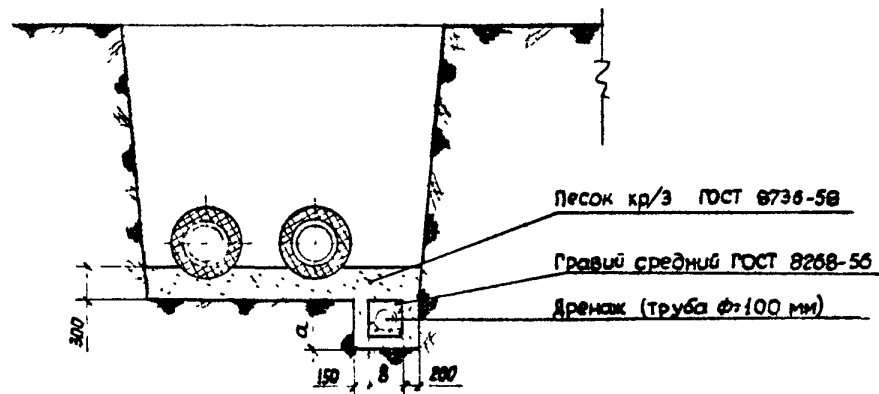 Песок кр/з ГОСТ 8736-58
Гравий средний ГОСТ 8268-56
Дренаж (труба Ф=100 мм)
300
а
150
В
200